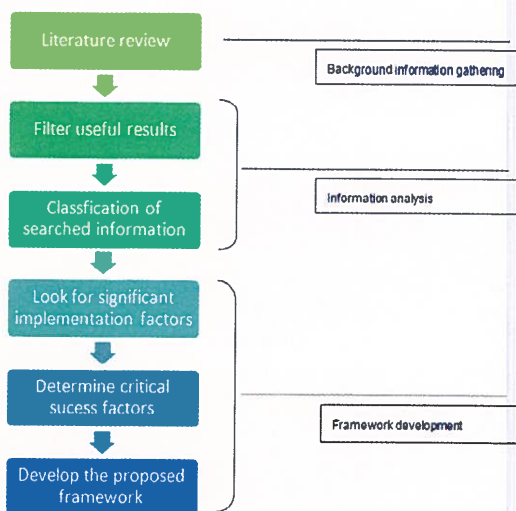 Literature review
Background information gathering
Filter useful results
Classfication of
searched information
Information analysis
Look for significant
implementation factors
Determine critical
sucess factors
Framework development
Develop the proposed
framework